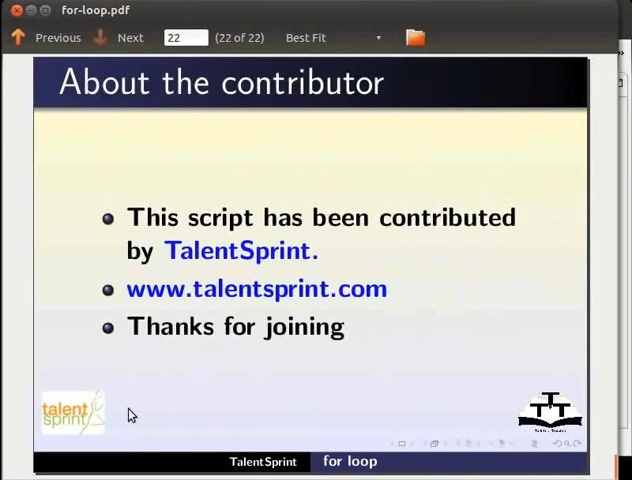 for-loop.pdf
Previous Next 22 (22 of 22) Best Fit
About the contributor
This script has been contributed
by TalentSprint.
www.talentsprint.com
Thanks for joining
talent
sprint
TalentSprint for loop